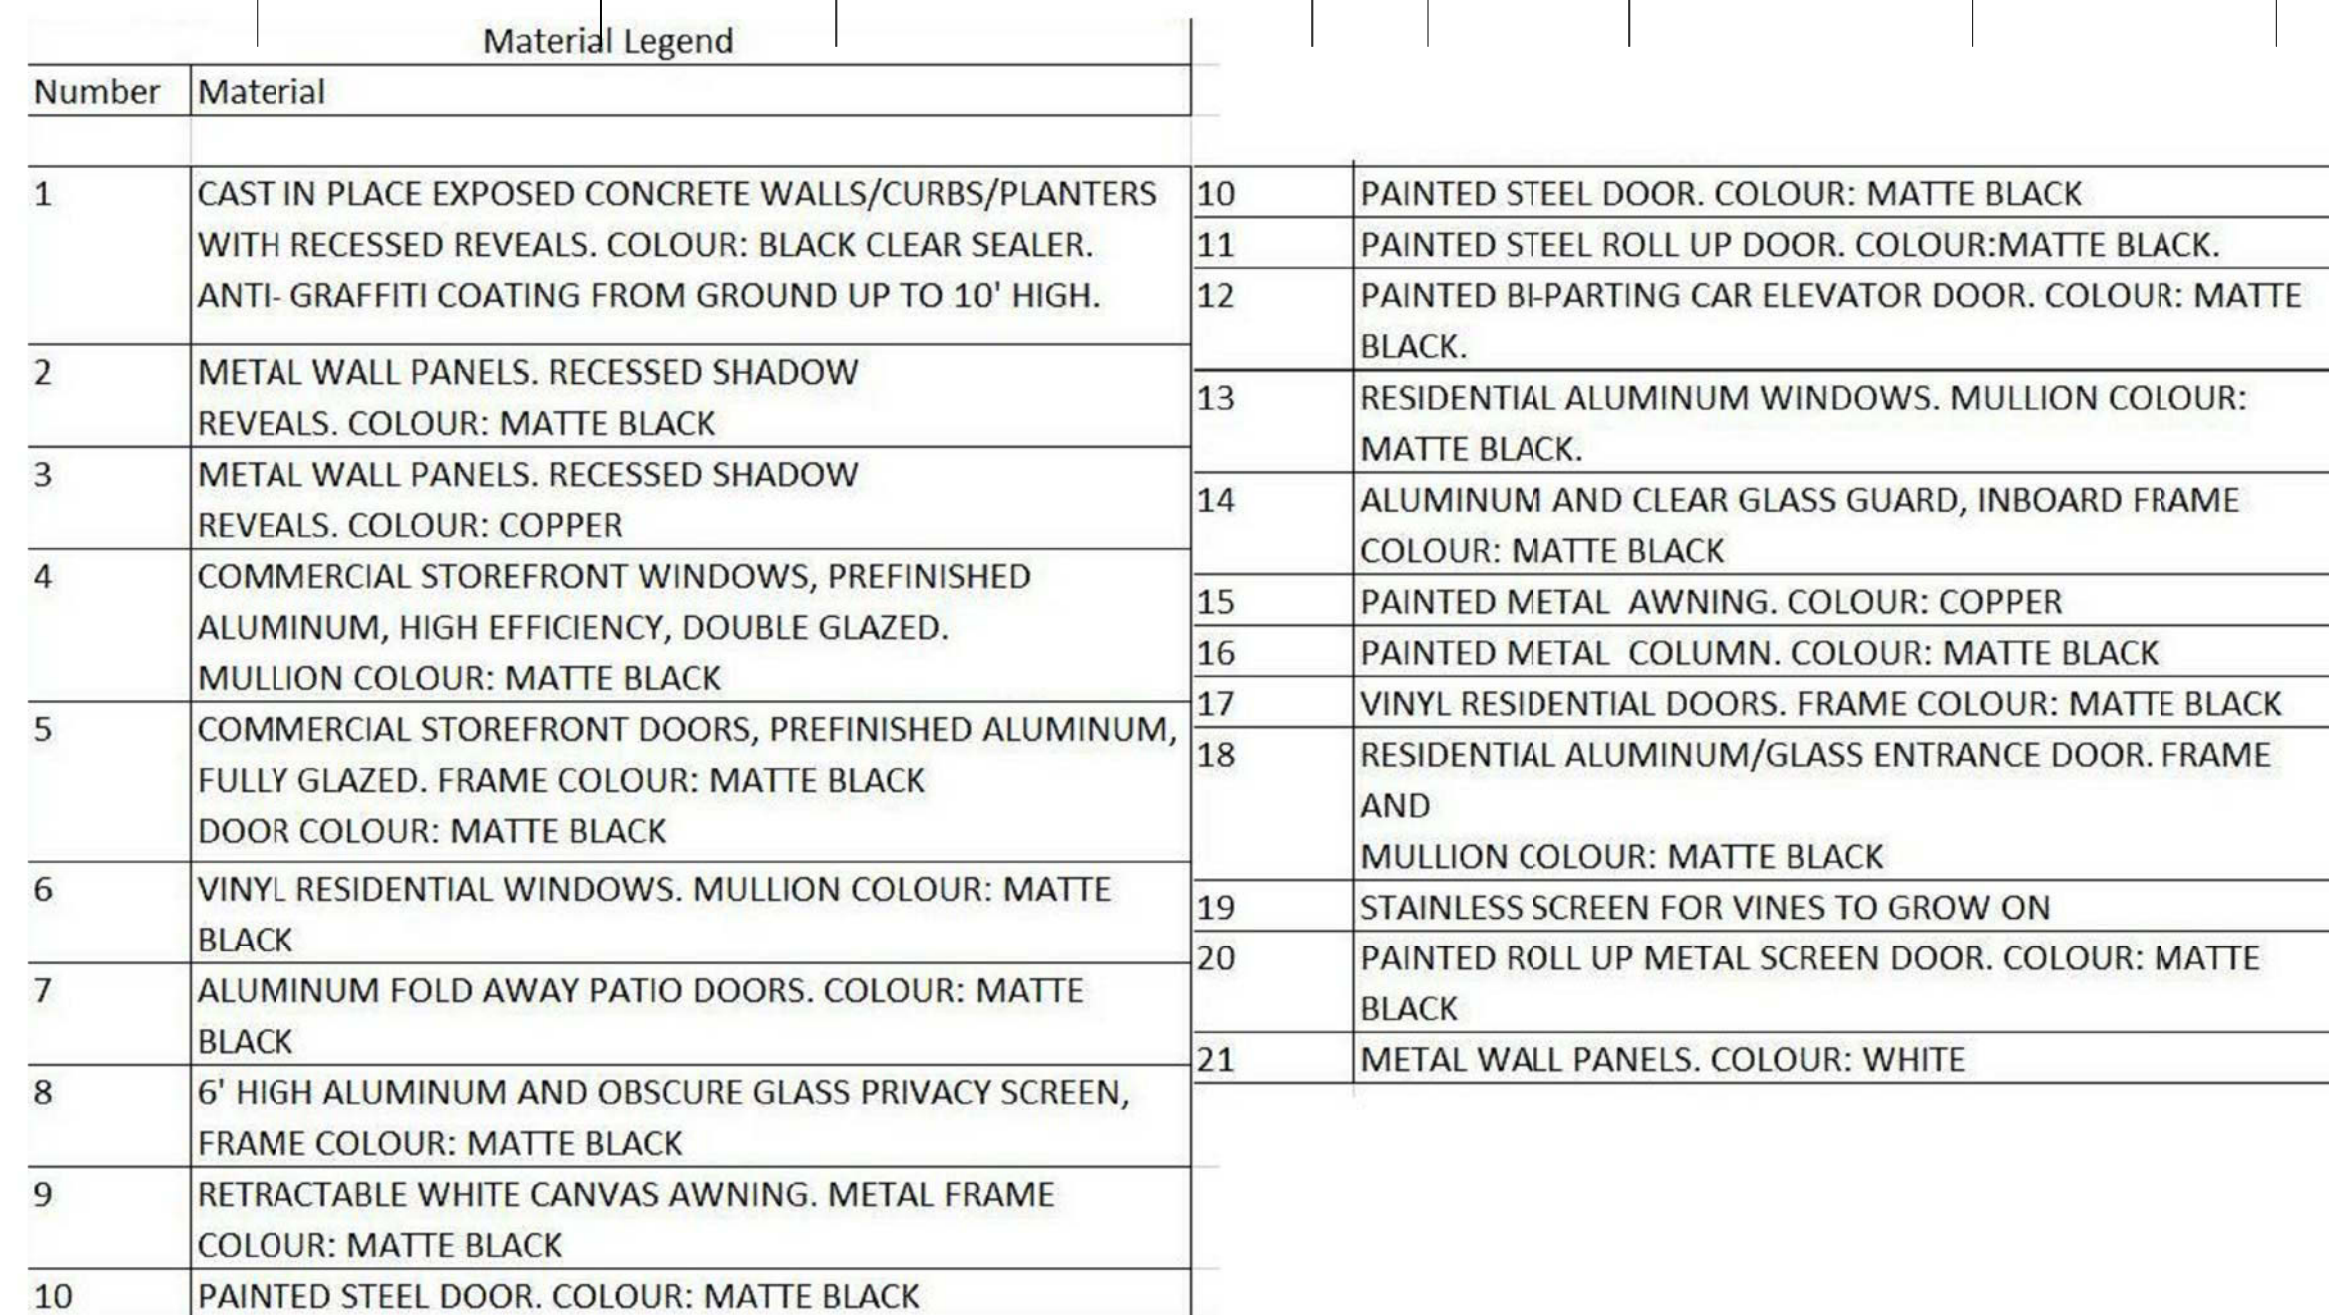 Material Legend
Number Material
1 CAST IN PLACE EXPOSED CONCRETE WALLS/CURBS/PLANTERS
WITH RECESSED REVEALS. COLOUR: BLACK CLEAR SEALER.
ANTI- GRAFFITI COATING FROM GROUND UP TO 10' HIGH.
2 METAL WALL PANELS. RECESSED SHADOW
REVEALS. COLOUR: MATTE BLACK
3 METAL WALL PANELS. RECESSED SHADOW
REVEALS. COLOUR: COPPER
4 COMMERCIAL STOREFRONT WINDOWS, PREFINISHED
ALUMINUM, HIGH EFFICIENCY, DOUBLE GLAZED.
MULLION COLOUR: MATTE BLACK
5 COMMERCIAL STOREFRONT DOORS, PREFINISHED ALUMINUM,
FULLY GLAZED. FRAME COLOUR: MATTE BLACK
DOOR COLOUR: MATTE BLACK
6 VINYL RESIDENTIAL WINDOWS. MULLION COLOUR: MATTE
BLACK
7 ALUMINUM FOLD AWAY PATIO DOORS. COLOUR: MATTE
BLACK
8 6' HIGH ALUMINUM AND OBSCURE GLASS PRIVACY SCREEN,
FRAME COLOUR: MATTE BLACK
9 RETRACTABLE WHITE CANVAS AWNING. METAL FRAME
COLOUR: MATTE BLACK
10 PAINTED STEEL DOOR. COLOUR: MATTE BLACK
10 PAINTED STEEL DOOR. COLOUR: MATTE BLACK
11 PAINTED STEEL ROLL UP DOOR. COLOUR:MATTE BLACK.
12 PAINTED BI-PARTING CAR ELEVATOR DOOR. COLOUR: MATTE
BLACK.
13 RESIDENTIAL ALUMINUM WINDOWS. MULLION COLOUR:
MATTE BLACK.
14 ALUMINUM AND CLEAR GLASS GUARD, INBOARD FRAME
COLOUR: MATTE BLACK
15 PAINTED METAL AWNING. COLOUR: COPPER
16 PAINTED METAL COLUMN. COLOUR: MATTE BLACK
17 VINYL RESIDENTIAL DOORS. FRAME COLOUR: MATTE BLACK
18 RESIDENTIAL ALUMINUM/GLASS ENTRANCE DOOR. FRAME
AND
MULLION COLOUR: MATTE BLACK
19 STAINLESS SCREEN FOR VINES TO GROW ON
20 PAINTED ROLL UP METAL SCREEN DOOR. COLOUR: MATTE
BLACK
21 METAL WALL PANELS. COLOUR: WHITE